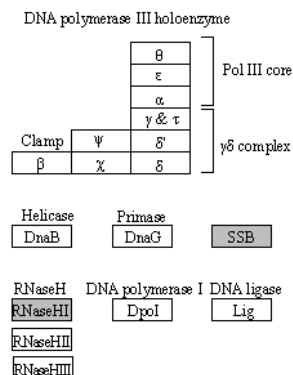 DNA polymerase III holoenzyme
θ
ε
Pol III core
α
γ & τ
Clamp ψ δ' γδ complex
β χ δ
Helicase Primase
DnaB DnaG SSB
RNaseH DNA polymerase I DNA ligase
RNaseHI DpoI Lig
RNaseHII
RNaseHIII